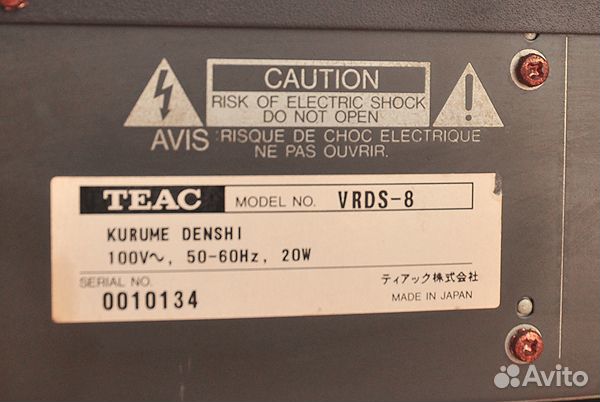 CAUTION
RISK OF ELECTRIC SHOCK
DO NOT OPEN
AVIS : RISQUE DE CHOC ELECTRIQUE
NE PAS OUVRIR.
TEAC MODEL NO. VRDS-8
KURUME DENSHI
100V~, 50-60Hz, 20W
SERIAL NO.
0010134
ティアック株式会社
MADE IN JAPAN
Avito